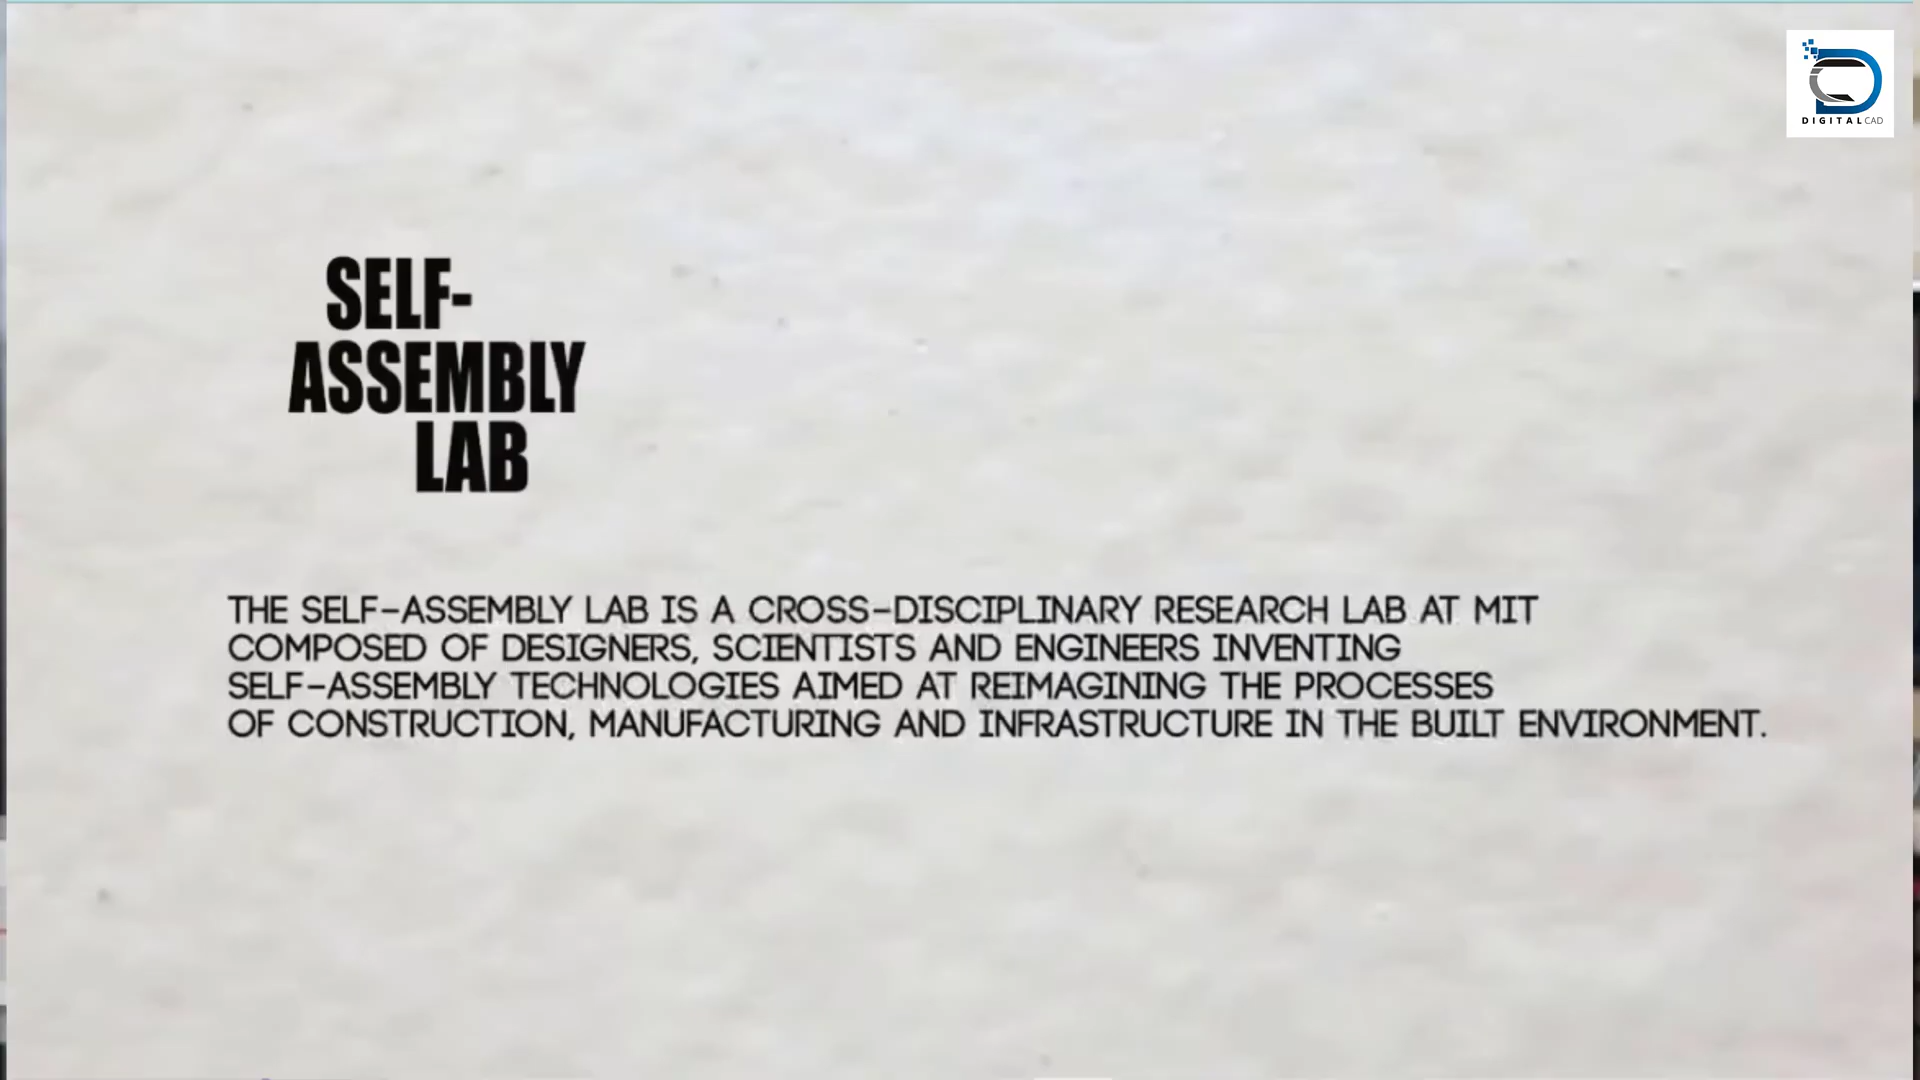 DIGITALCAD
SELF-
ASSEMBLY
LAB
THE SELF-ASSEMBLY LAB IS A CROSS-DISCIPLINARY RESEARCH LAB AT MIT
COMPOSED OF DESIGNERS, SCIENTISTS AND ENGINEERS INVENTING
SELF-ASSEMBLY TECHNOLOGIES AIMED AT REIMAGINING THE PROCESSES
OF CONSTRUCTION, MANUFACTURING AND INFRASTRUCTURE IN THE BUILT ENVIRONMENT.